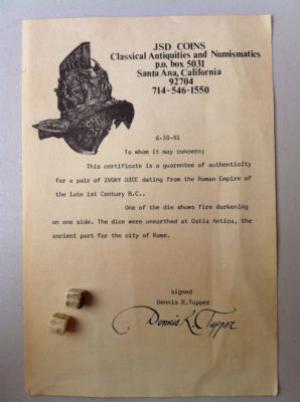 JSD COINS
Classical Antiquities and Numismatics
p.o. box 5031
Santa Ana, California
92704
714-546-1550
To whom it may concern;
This certificate is a guarentee of authenticity
for a pair of IVORY DICE dating from the Roman Empire of
the late 1st Century B.C..
One of the die shows fire darkening
on one side. The dice were unearthed at Ostia Antica, the
ancient port for the city of Rome.
signed
Dennis K.Tupper
Dennis K. Tupper